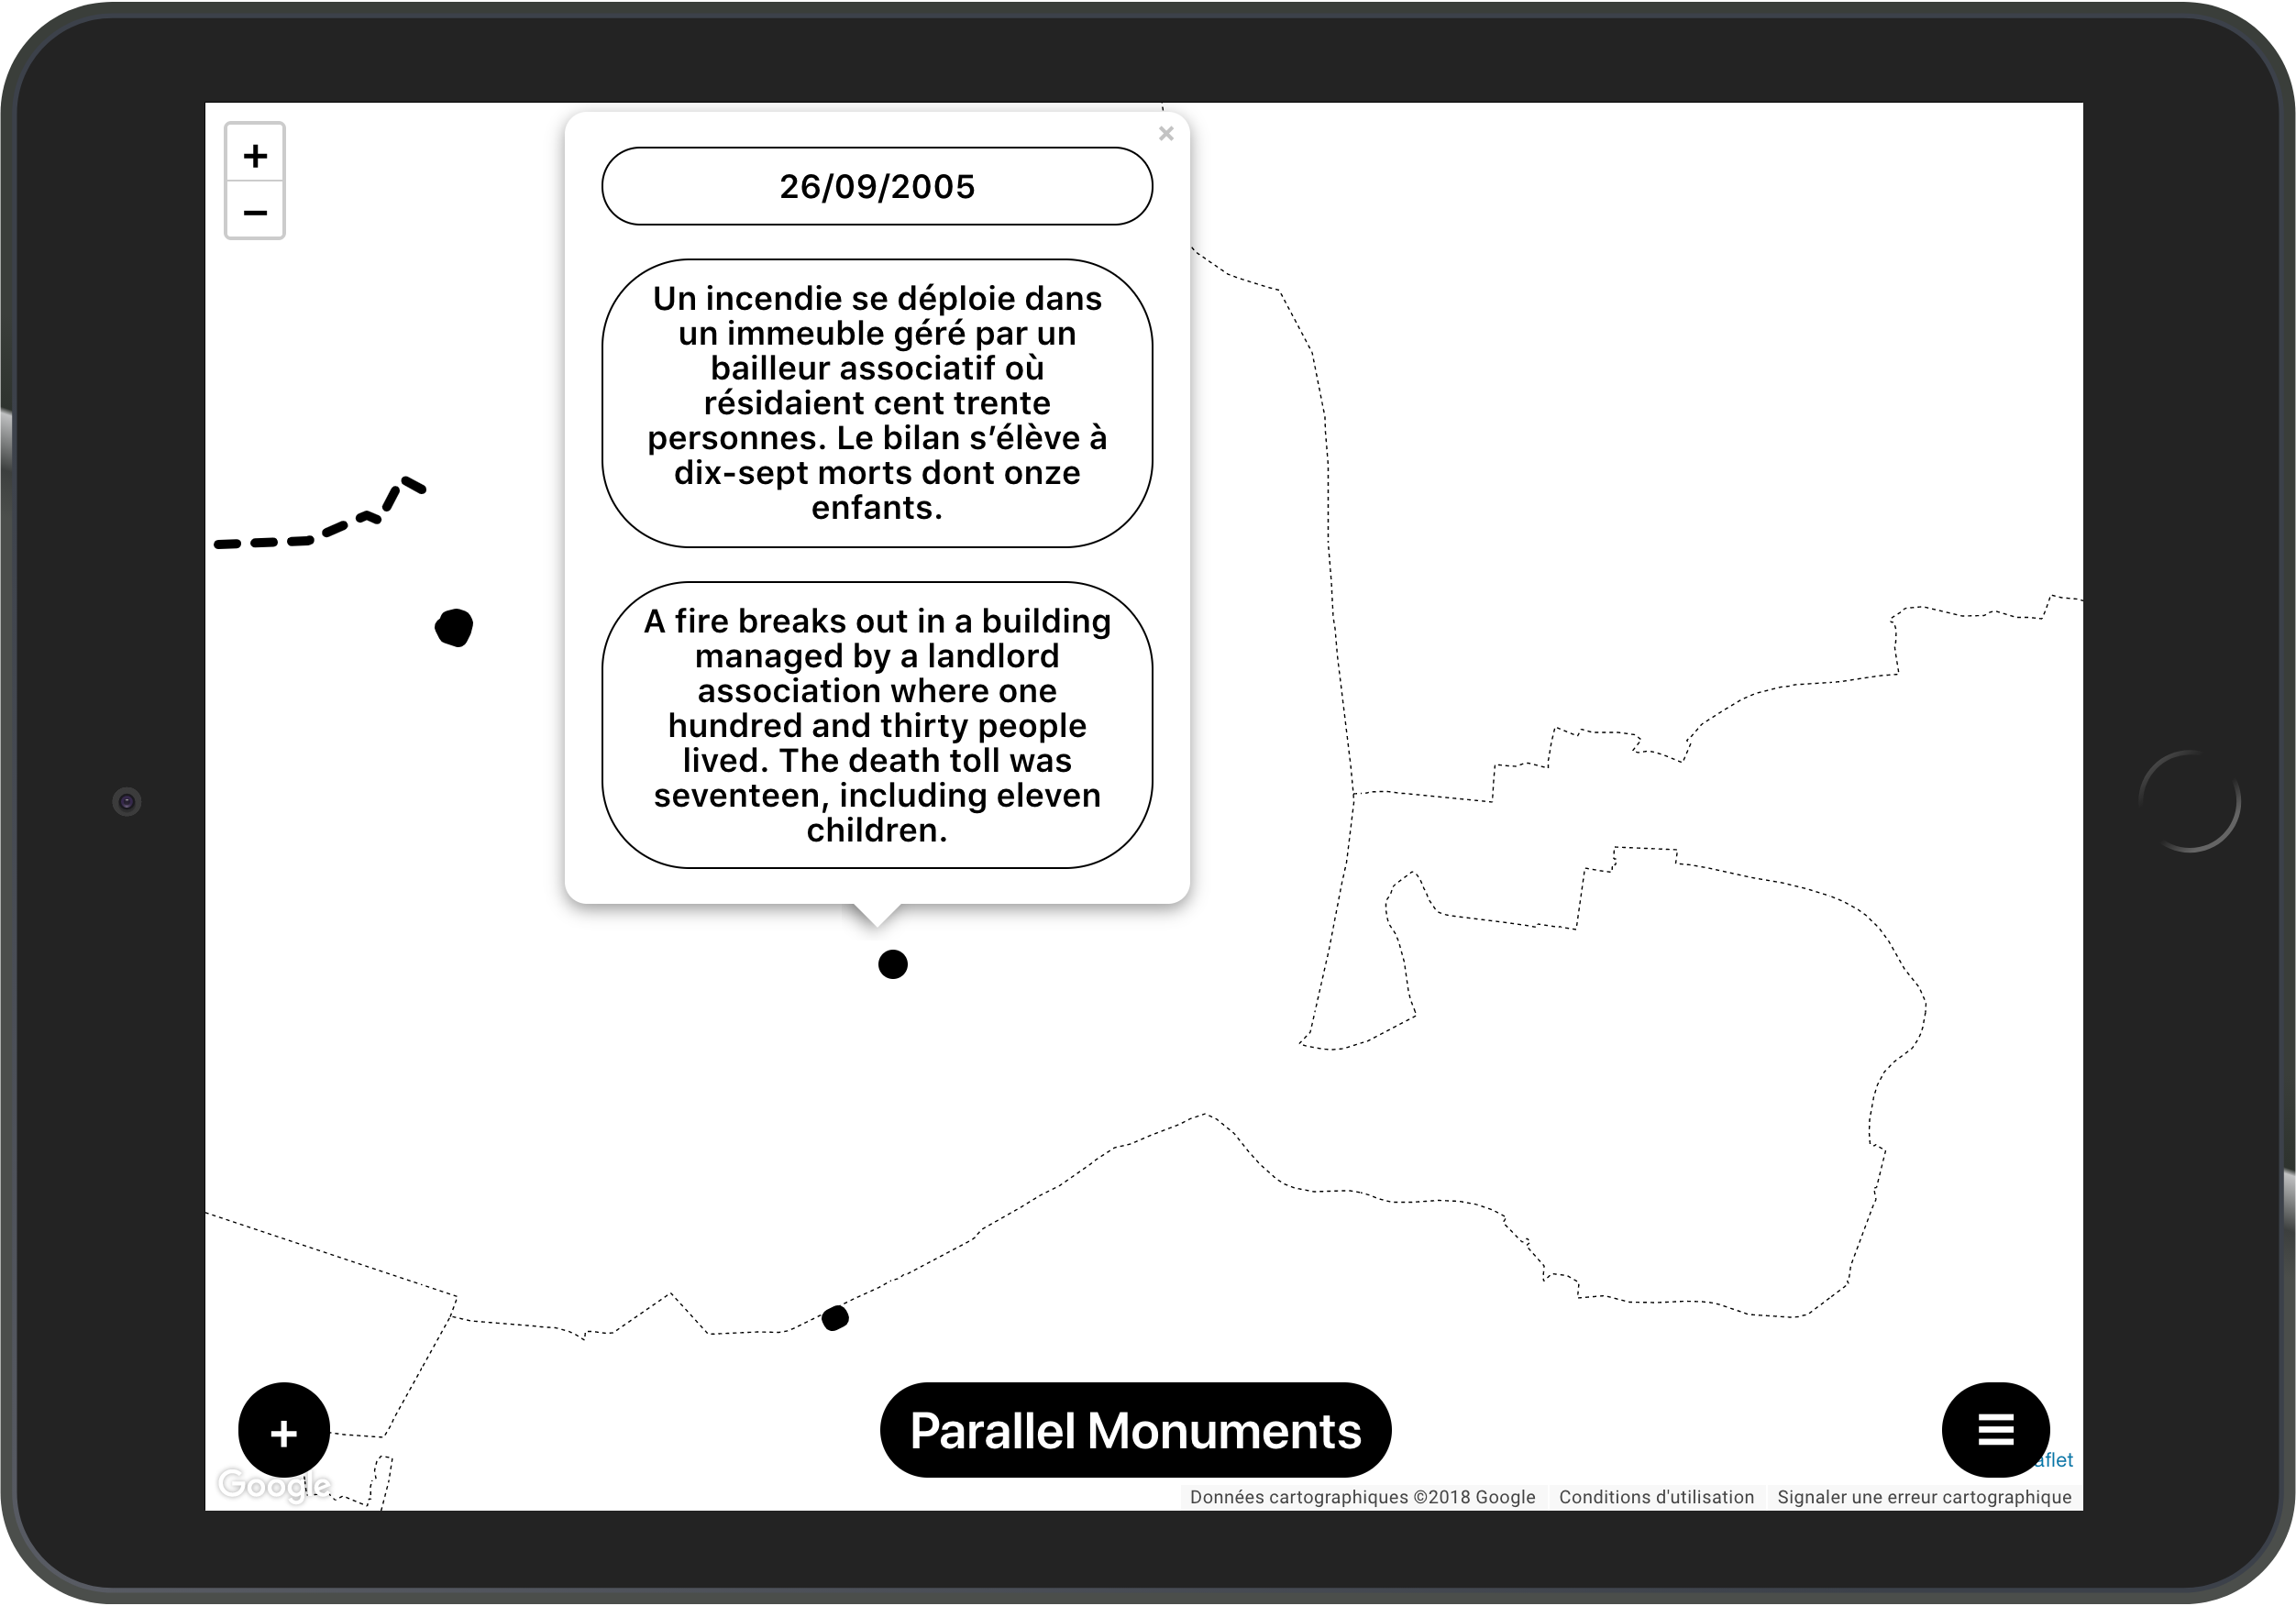 +
−
×
26/09/2005
Un incendie se déploie dans
un immeuble géré par un
bailleur associatif où
résidaient cent trente
personnes. Le bilan s’élève à
dix-sept morts dont onze
enfants.
A fire breaks out in a building
managed by a landlord
association where one
hundred and thirty people
lived. The death toll was
seventeen, including eleven
children.
+
Parallel Monuments
aflet
Google
Données cartographiques ©2018 Google
Conditions d'utilisation
Signaler une erreur cartographique